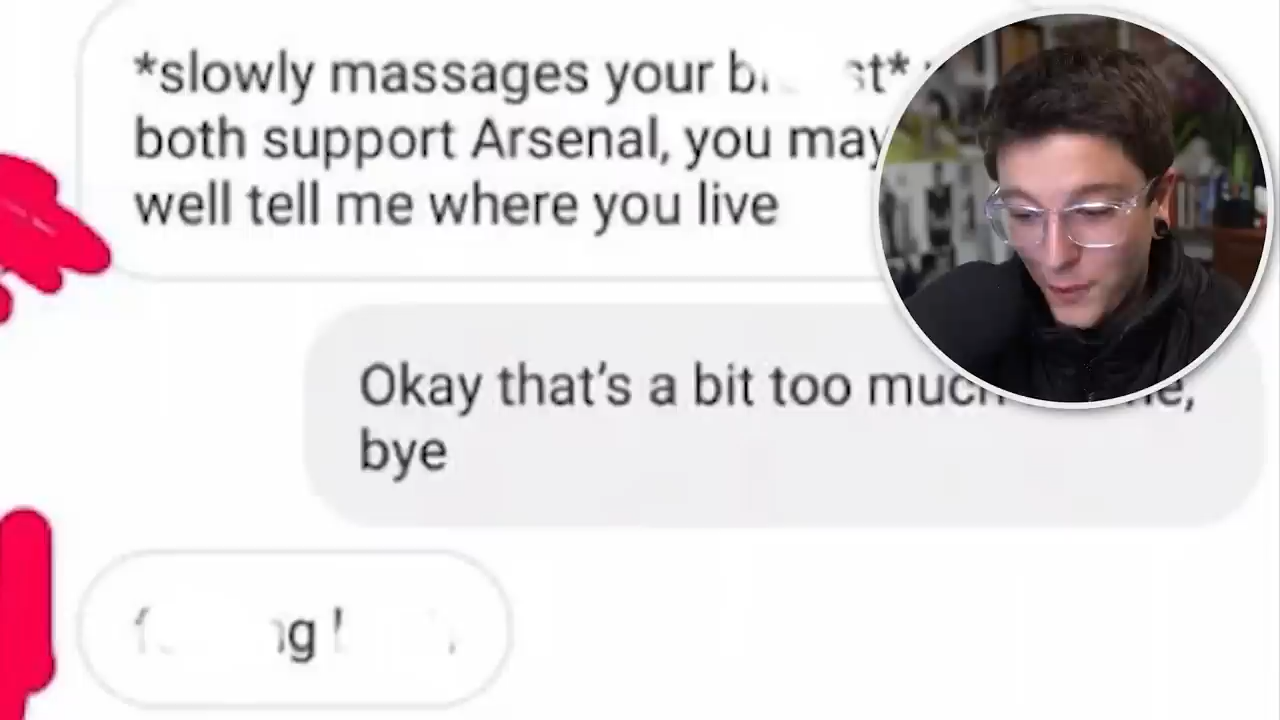 *slowly massages your
both support Arsenal, you may
well tell me where you live
Okay that's a bit too much
bye